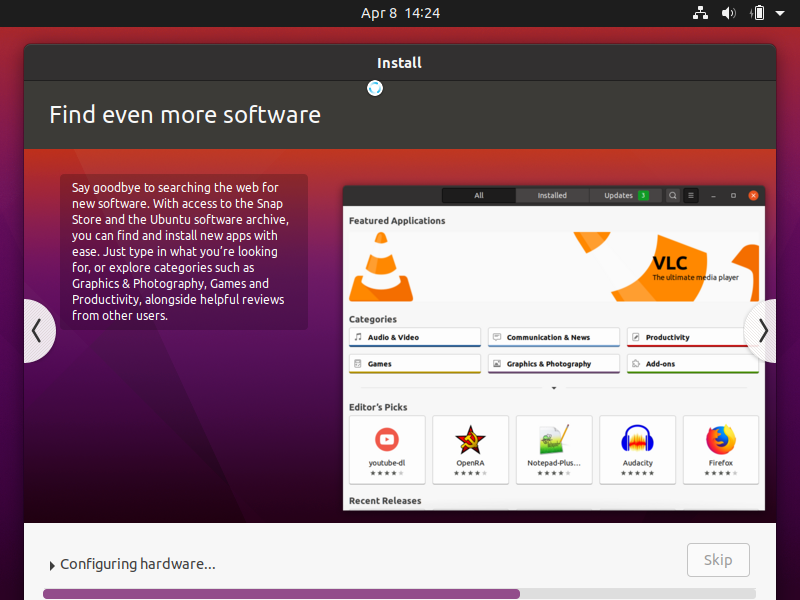 Apr 8 14:24
Install
Find even more software
Say goodbye to searching the web for
new software. With access to the Snap
Store and the Ubuntu software archive,
you can find and install new apps with
ease. Just type in what you're looking
for, or explore categories such as
Graphics & Photography, Games and
Productivity, alongside helpful reviews
from other users.
All Installed Updates 3
Featured Applications
VLC
The ultimate media player
Categories
Audio & Video Communication & News Productivity
Games Graphics & Photography Add-ons
Editor's Picks
youtube-dl OpenRA Notepad-Plus... Audacity Firefox
Recent Releases
Configuring hardware...
Skip